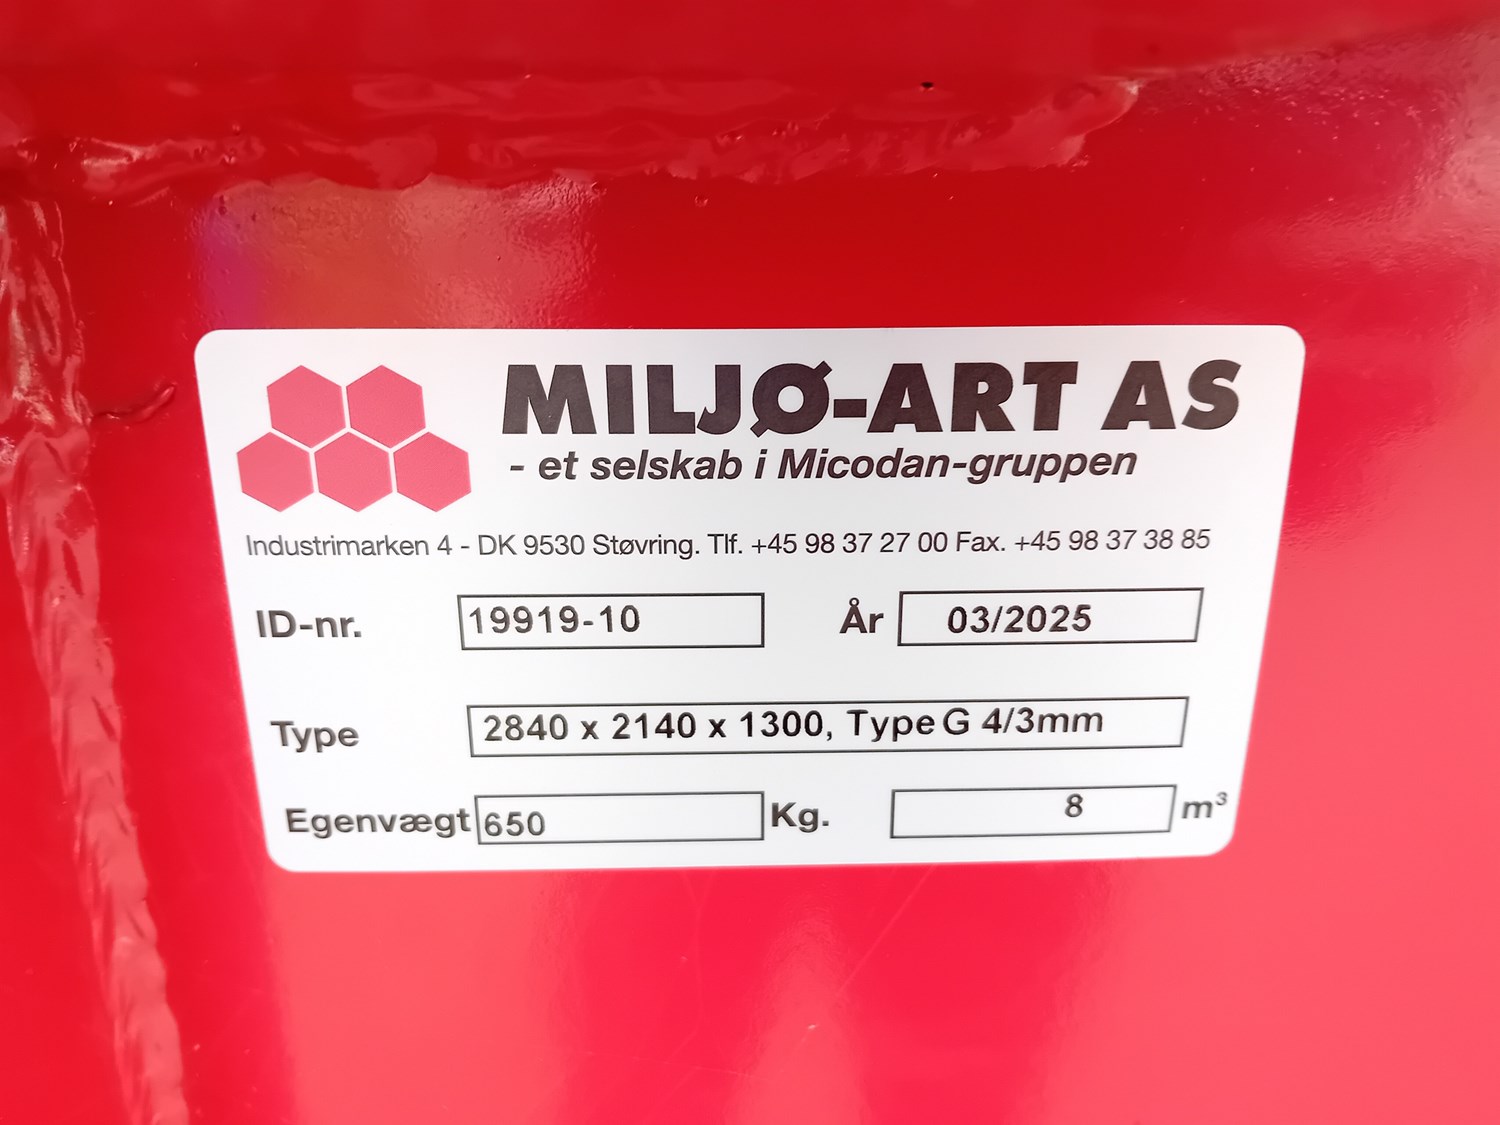 MILJØ-ART AS
- et selskab i Micodan-gruppen
Industrimarken 4 - DK 9530 Støvring. Tlf. +45 98 37 27 00 Fax. +45 98 37 38 85
ID-nr. 19919-10 År 03/2025
Type 2840 x 2140 x 1300, Type G 4/3mm
Egenvægt 650 Kg. 8 m³